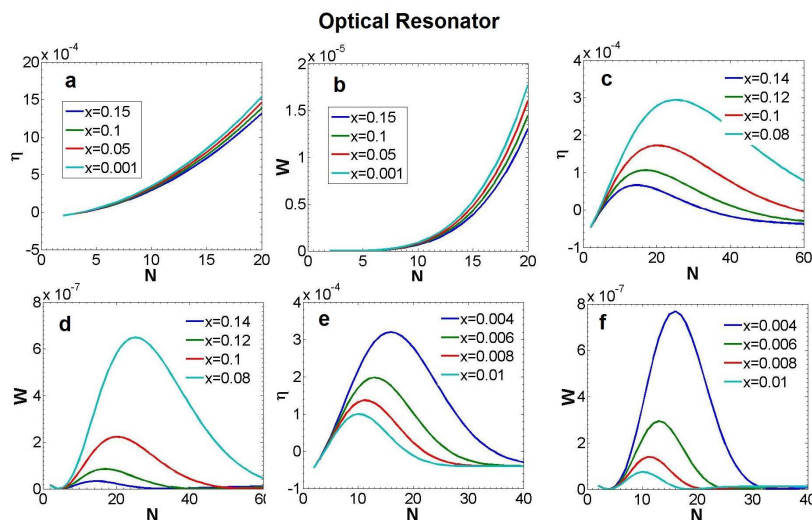 Optical Resonator
x 10⁻⁴
a
x=0.15
x=0.1
x=0.05
x=0.001
η
20
15
10
5
0
-5
0 5 10 15 20
N
x 10⁻⁵
b
x=0.15
x=0.1
x=0.05
x=0.001
W
2
1.5
1
0.5
0
0 5 10 15 20
N
x 10⁻⁴
c
x=0.14
x=0.12
x=0.1
x=0.08
η
4
3
2
1
0
-1
0 20 40 60
N
x 10⁻⁷
d
x=0.14
x=0.12
x=0.1
x=0.08
W
8
6
4
2
0
0 20 40 60
N
x 10⁻⁴
e
x=0.004
x=0.006
x=0.008
x=0.01
η
4
3
2
1
0
-1
0 10 20 30 40
N
x 10⁻⁷
f
x=0.004
x=0.006
x=0.008
x=0.01
W
8
6
4
2
0
0 10 20 30 40
N